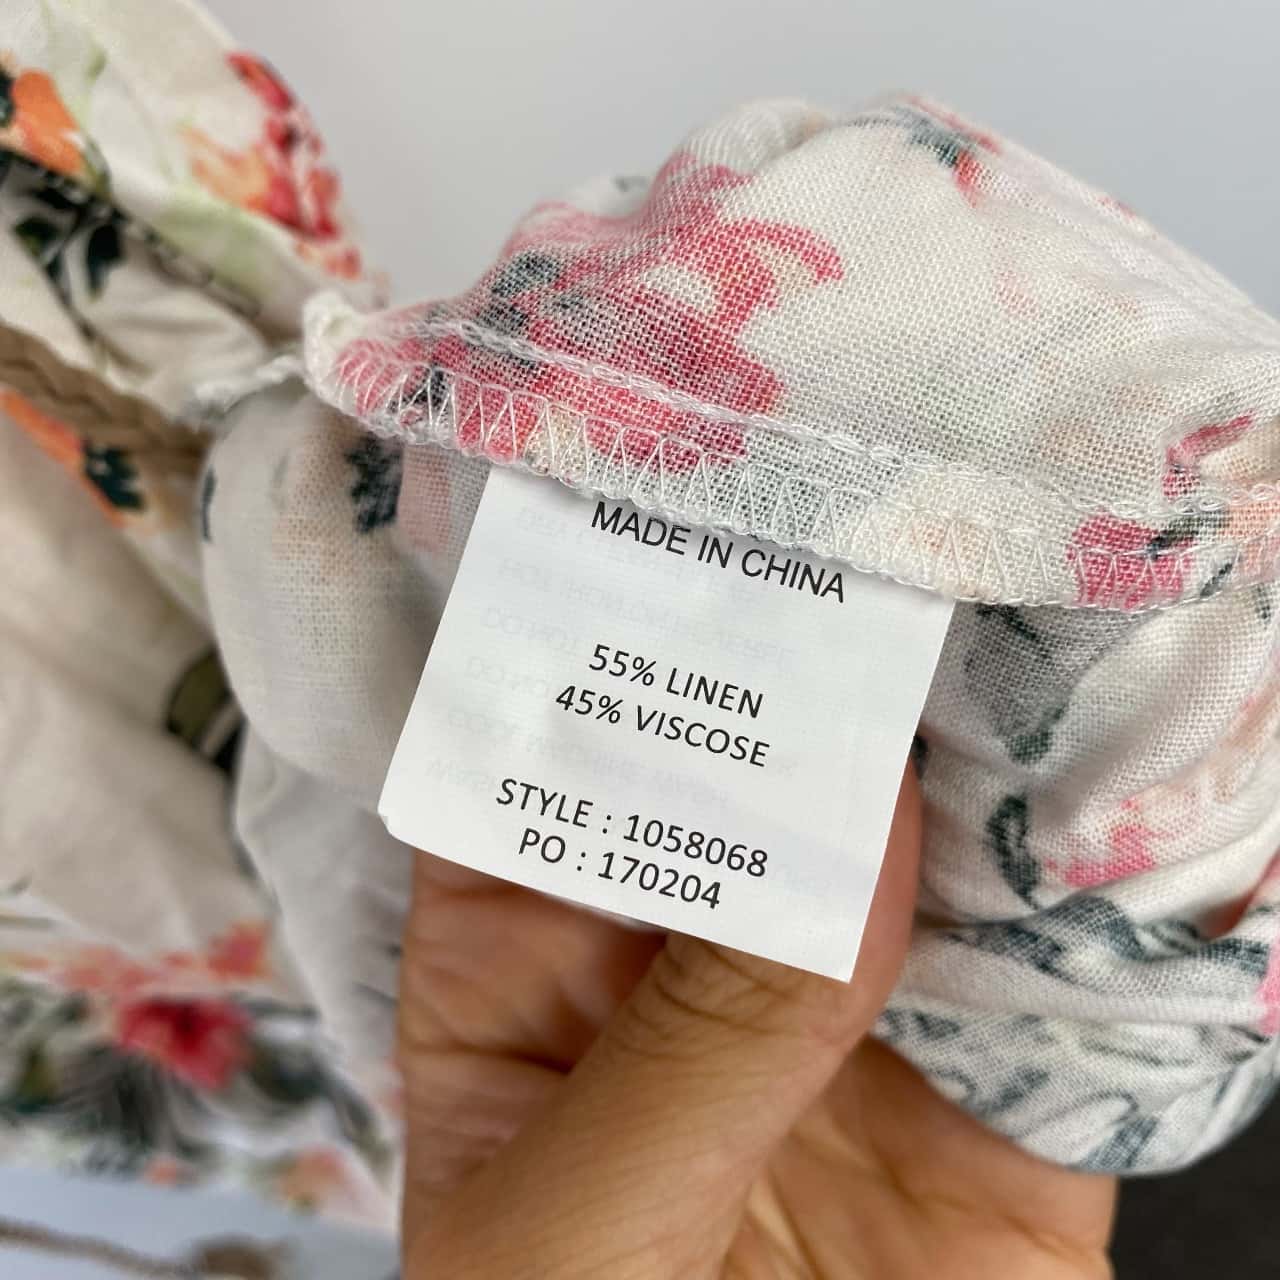 MADE IN CHINA
55% LINEN
45% VISCOSE
STYLE : 1058068
PO : 170204